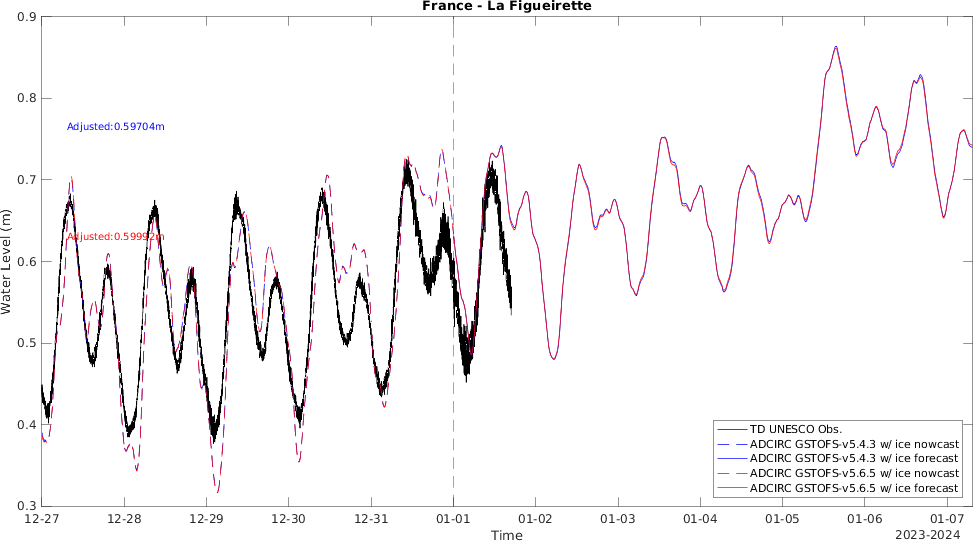 France - La Figueirette
0.9
0.8
0.7
0.6
0.5
0.4
0.3
Water Level (m)
Adjusted:0.59704m
Adjusted:0.59992m
TD UNESCO Obs.
ADCIRC GSTOFS-v5.4.3 w/ ice nowcast
ADCIRC GSTOFS-v5.4.3 w/ ice forecast
ADCIRC GSTOFS-v5.6.5 w/ ice nowcast
ADCIRC GSTOFS-v5.6.5 w/ ice forecast
12-27 12-28 12-29 12-30 12-31 01-01 01-02 01-03 01-04 01-05 01-06 01-07
Time
2023-2024